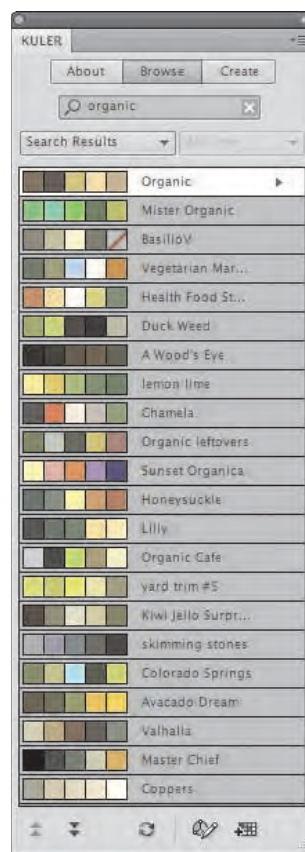 KULER
About Browse Create
organic
Search Results
Organic
Mister Organic
BasilioV
Vegetarian Mar...
Health Food St...
Duck Weed
A Wood's Eye
lemon lime
Chamela
Organic leftovers
Sunset Organica
Honeysuckle
Lilly
Organic Cafe
yard trim #5
Kiwi Jello Surpr...
skimming stones
Colorado Springs
Avacado Dream
Valhalla
Master Chief
Coppers